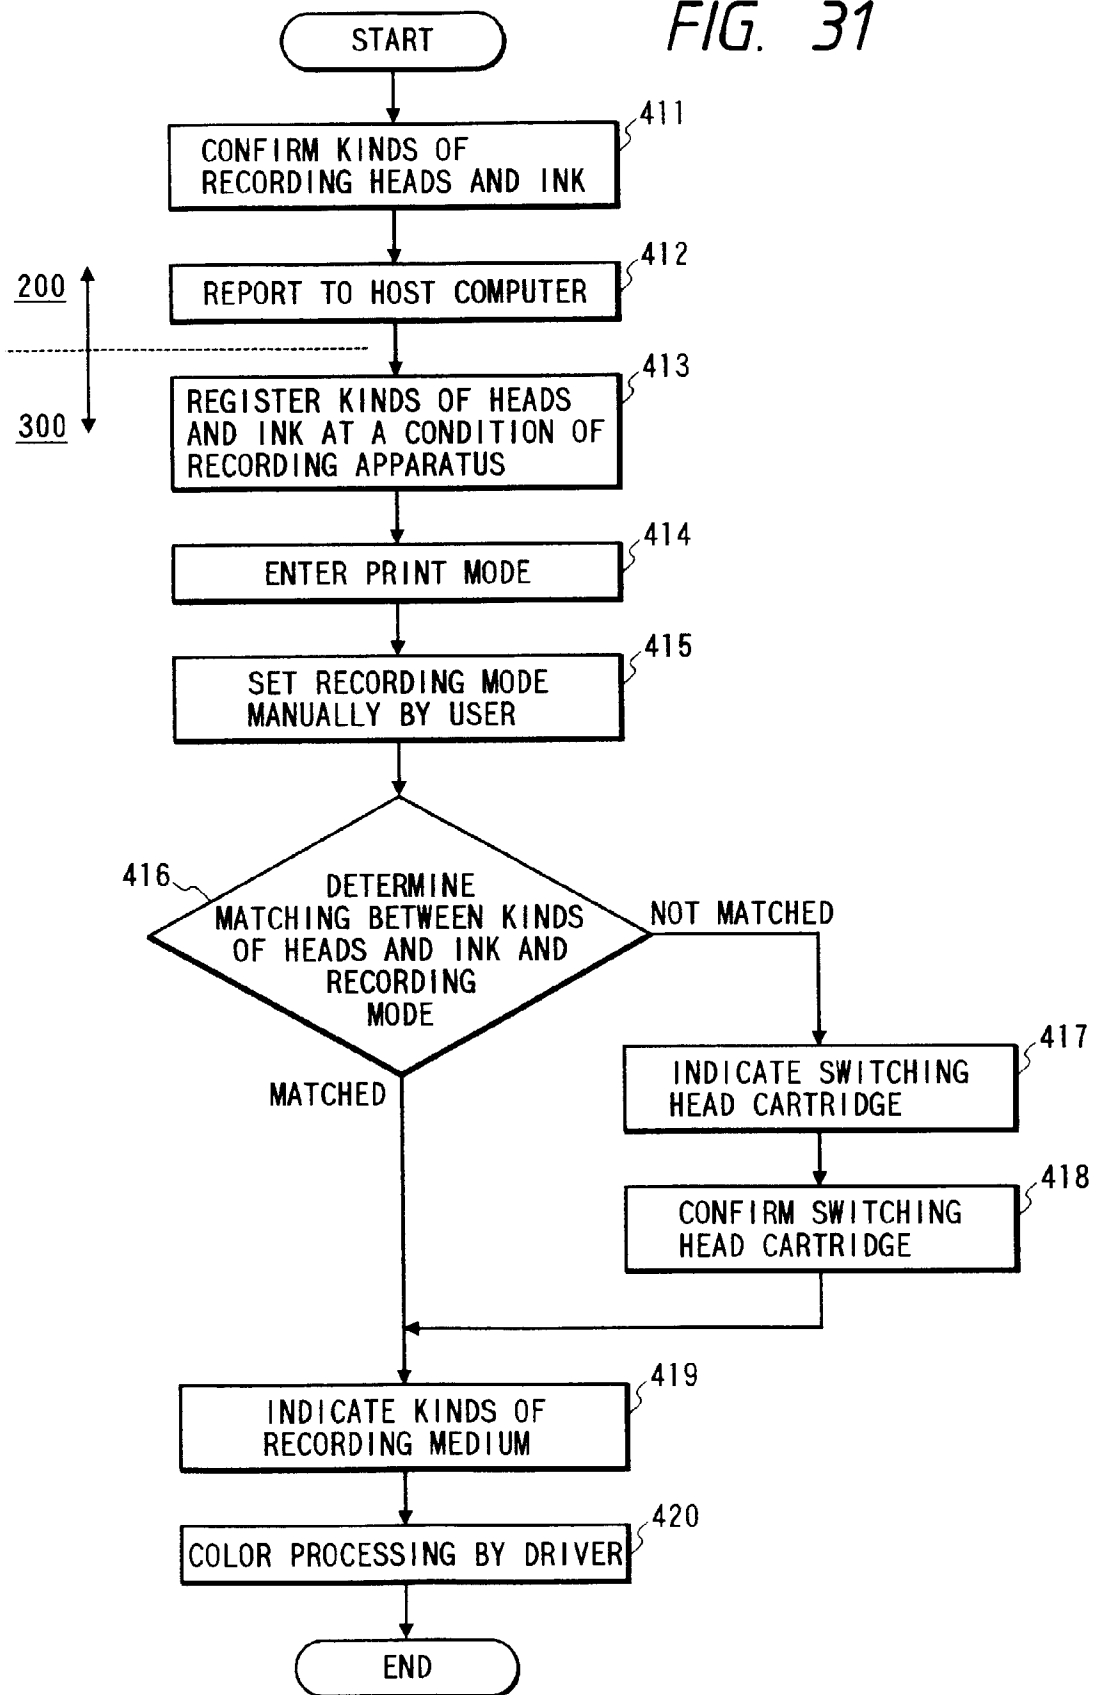 FIG. 31
START
411
CONFIRM KINDS OF
RECORDING HEADS AND INK
412
REPORT TO HOST COMPUTER
200
300
413
REGISTER KINDS OF HEADS
AND INK AT A CONDITION OF
RECORDING APPARATUS
414
ENTER PRINT MODE
415
SET RECORDING MODE
MANUALLY BY USER
416
DETERMINE
MATCHING BETWEEN KINDS
OF HEADS AND INK AND
RECORDING
MODE
NOT MATCHED
MATCHED
417
INDICATE SWITCHING
HEAD CARTRIDGE
418
CONFIRM SWITCHING
HEAD CARTRIDGE
419
INDICATE KINDS OF
RECORDING MEDIUM
420
COLOR PROCESSING BY DRIVER
END